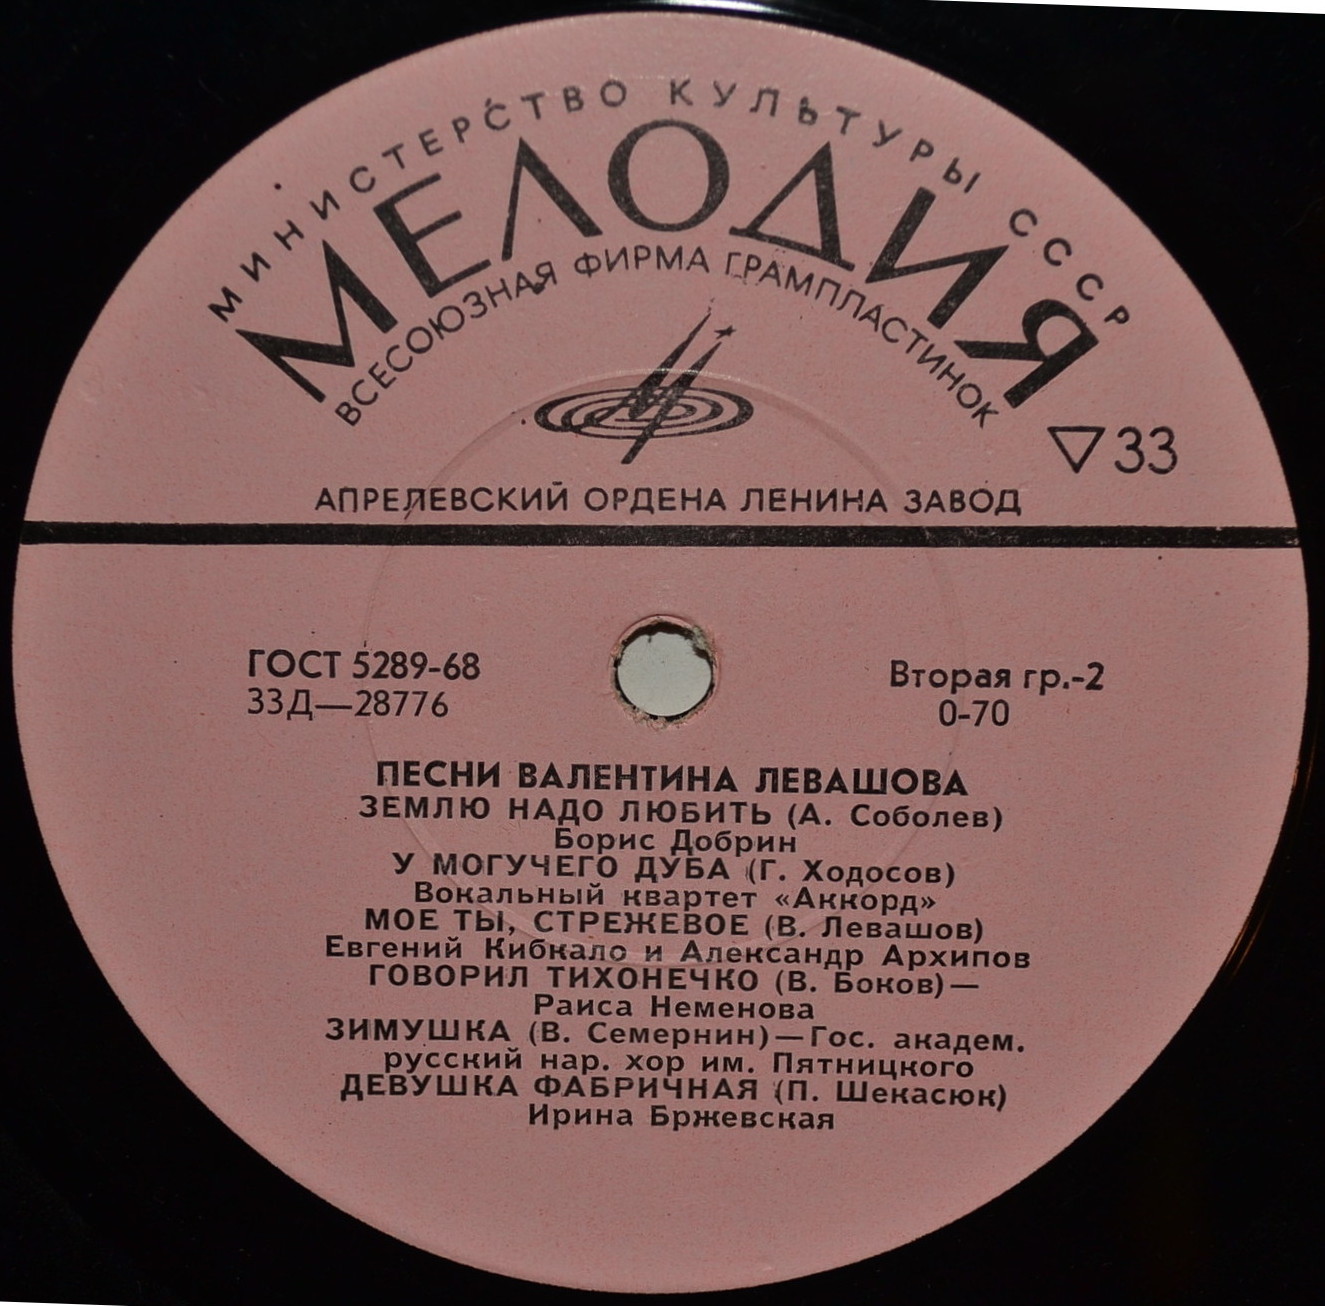 МИНИСТЕРСТВО КУЛЬТУРЫ СССР
МЕЛОДИЯ
ВСЕСОЮЗНАЯ ФИРМА ГРАМПЛАСТИНОК
33
АПРЕЛЕВСКИЙ ОРДЕНА ЛЕНИНА ЗАВОД
ГОСТ 5289-68
33Д—28776
Вторая гр.-2
0-70
ПЕСНИ ВАЛЕНТИНА ЛЕВАШОВА
ЗЕМЛЮ НАДО ЛЮБИТЬ (А. Соболев)
Борис Добрин
У МОГУЧЕГО ДУБА (Г. Ходосов)
Вокальный квартет «Аккорд»
МОЕ ТЫ, СТРЕЖЕВОЕ (В. Левашов)
Евгений Кибкало и Александр Архипов
ГОВОРИЛ ТИХОНЕЧКО (В. Боков)—
Раиса Неменова
ЗИМУШКА (В. Семернин)—Гос. академ.
русский нар. хор им. Пятницкого
ДЕВУШКА ФАБРИЧНАЯ (П. Шекасюк)
Ирина Бржевская